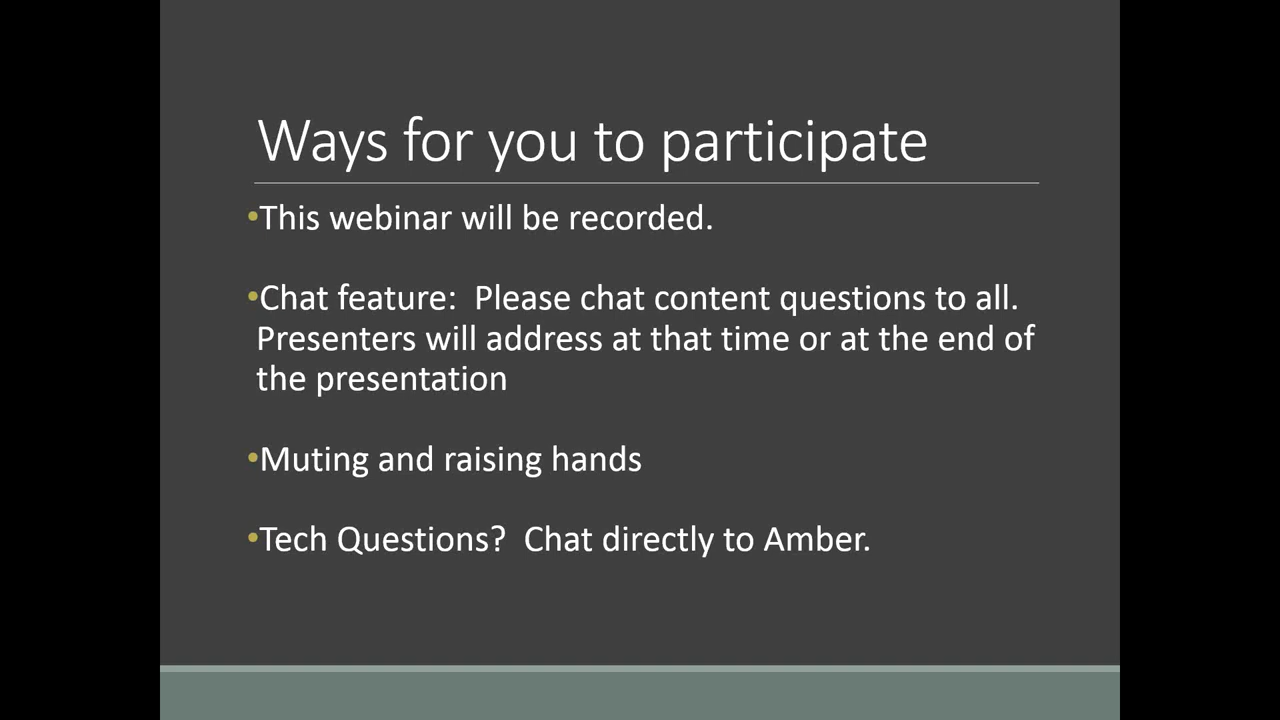 Ways for you to participate
•This webinar will be recorded.
•Chat feature:  Please chat content questions to all.
Presenters will address at that time or at the end of
the presentation
•Muting and raising hands
•Tech Questions?  Chat directly to Amber.